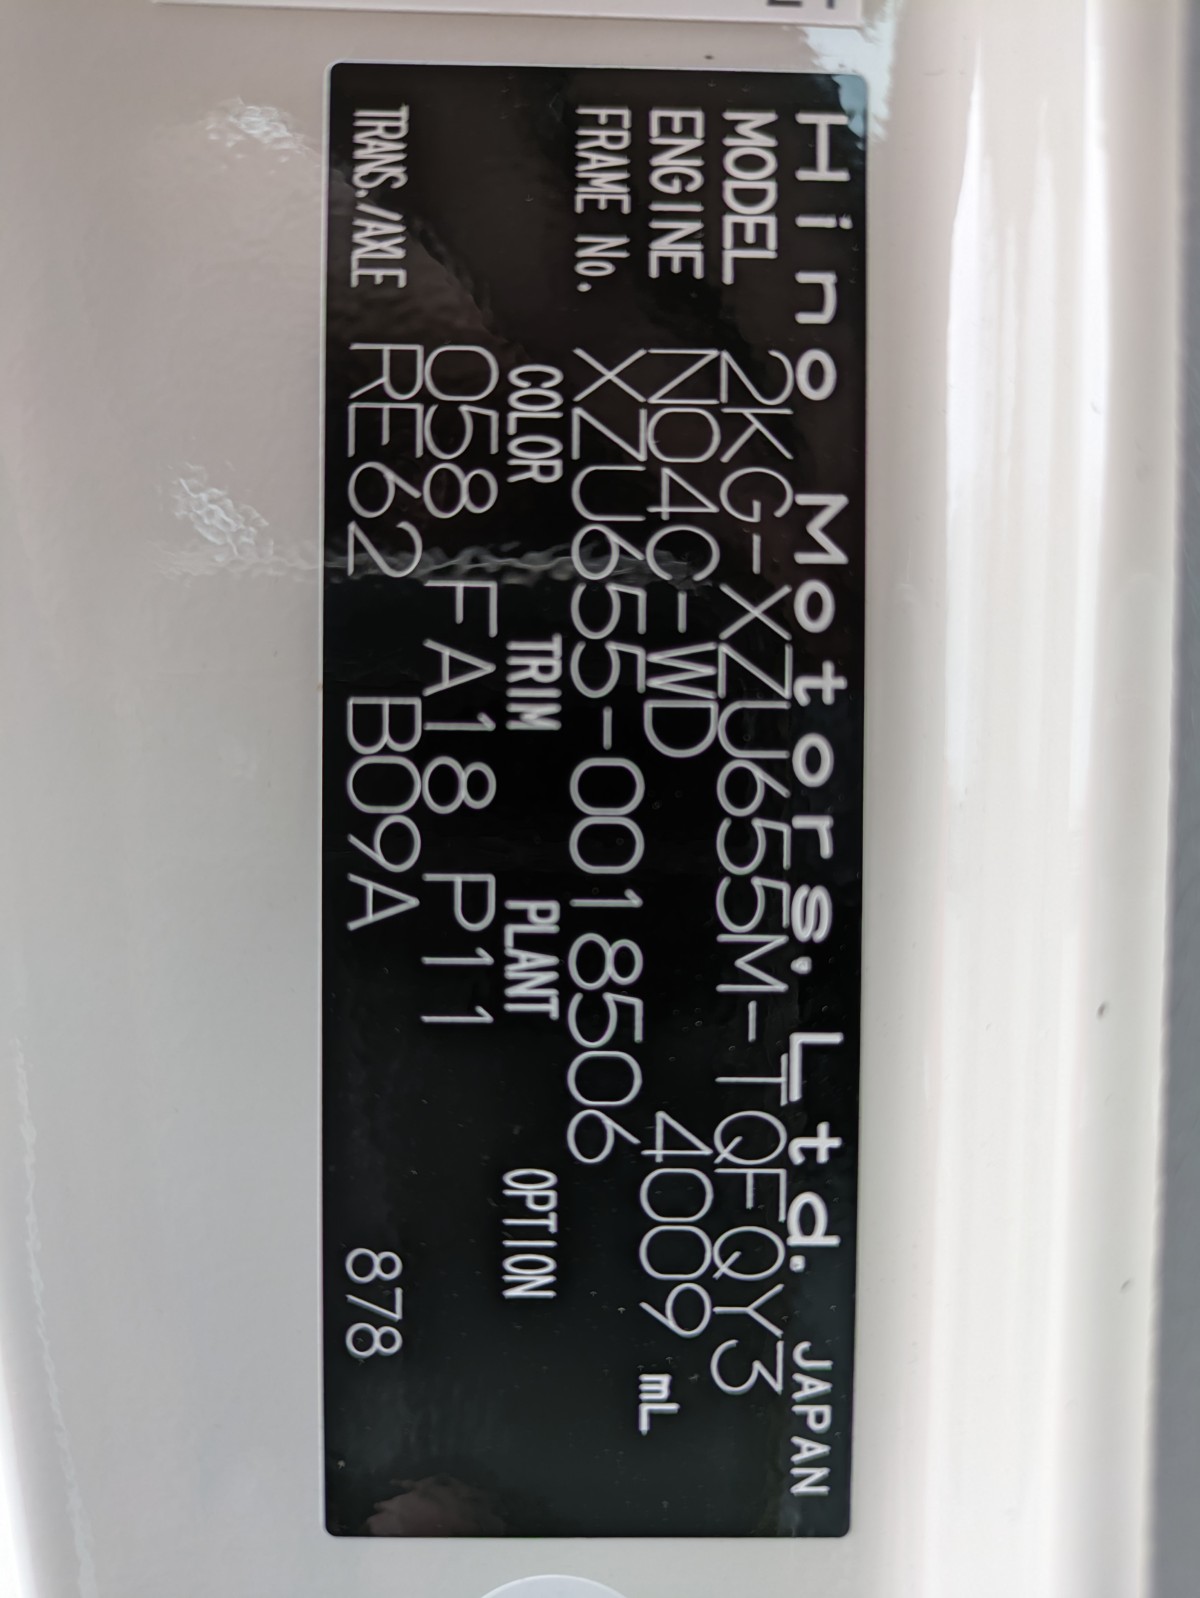 Hino Motors. Ltd. JAPAN
MODEL 2KG-XZU655M-TQFQY3
ENGINE N04C-WD 4009 mL
FRAME No. XZU655-0018506
COLOR TRIM PLANT OPTION
058 FA18 P11
TRANS./AXLE RE62 B09A 878